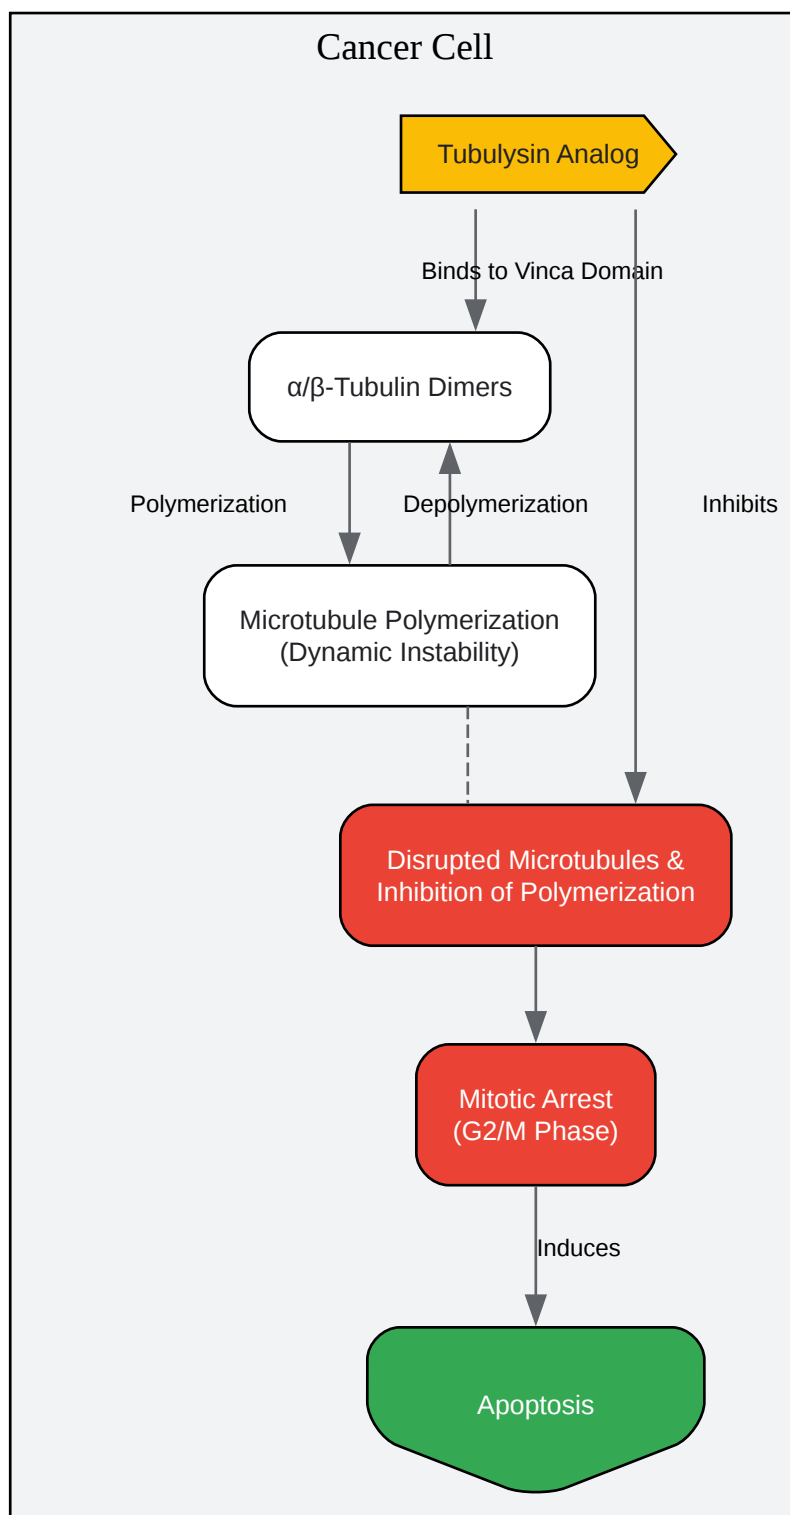 Cancer Cell
Tubulysin Analog
Binds to Vinca Domain
α/β-Tubulin Dimers
Polymerization
Depolymerization
Inhibits
Microtubule Polymerization
(Dynamic Instability)
Disrupted Microtubules &
Inhibition of Polymerization
Mitotic Arrest
(G2/M Phase)
Induces
Apoptosis